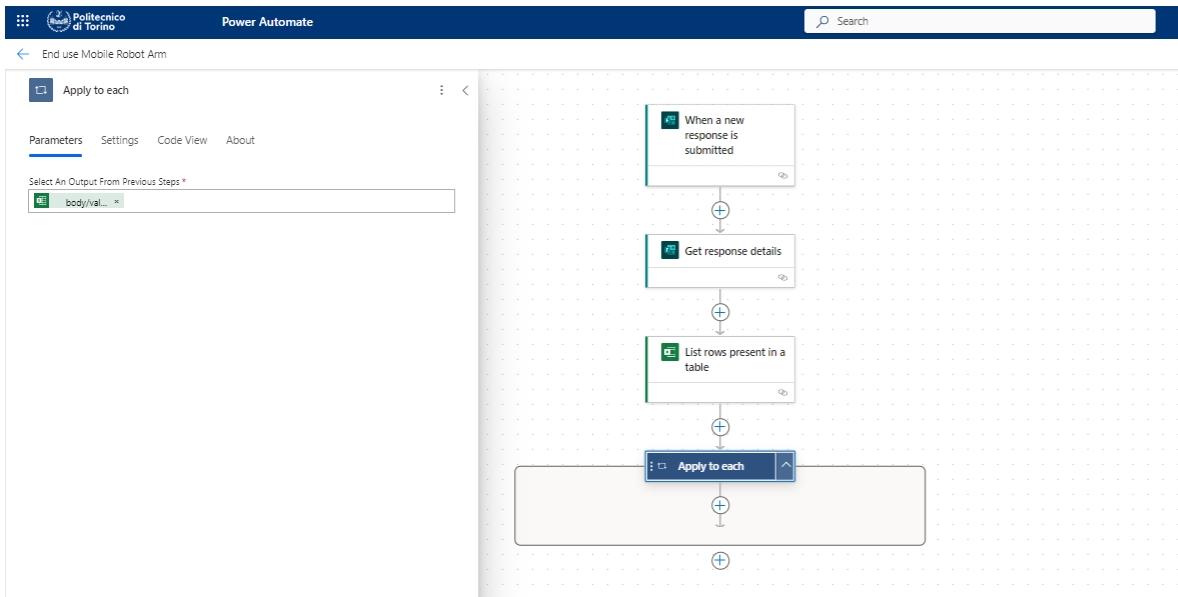 Politecnico
di Torino
Power Automate
Search
End use Mobile Robot Arm
Apply to each
Parameters
Settings
Code View
About
Select An Output From Previous Steps *
body/val... ×
When a new
response is
submitted
Get response details
List rows present in a
table
Apply to each